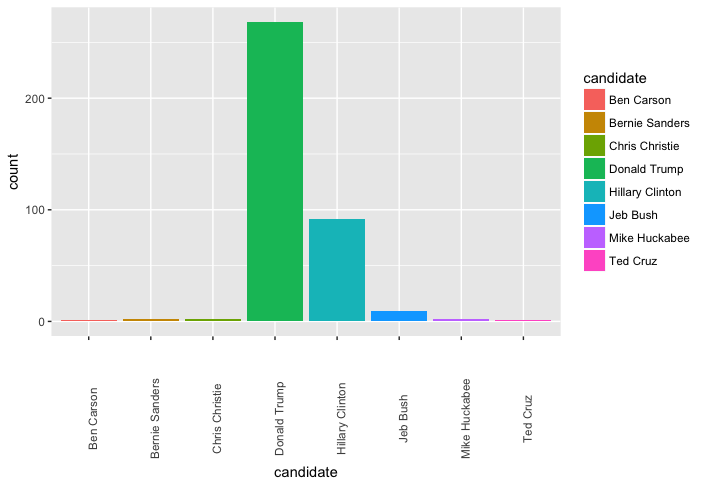 count
200
100
0
Ben Carson
Bernie Sanders
Chris Christie
Donald Trump
Hillary Clinton
Jeb Bush
Mike Huckabee
Ted Cruz
candidate
candidate
Ben Carson
Bernie Sanders
Chris Christie
Donald Trump
Hillary Clinton
Jeb Bush
Mike Huckabee
Ted Cruz